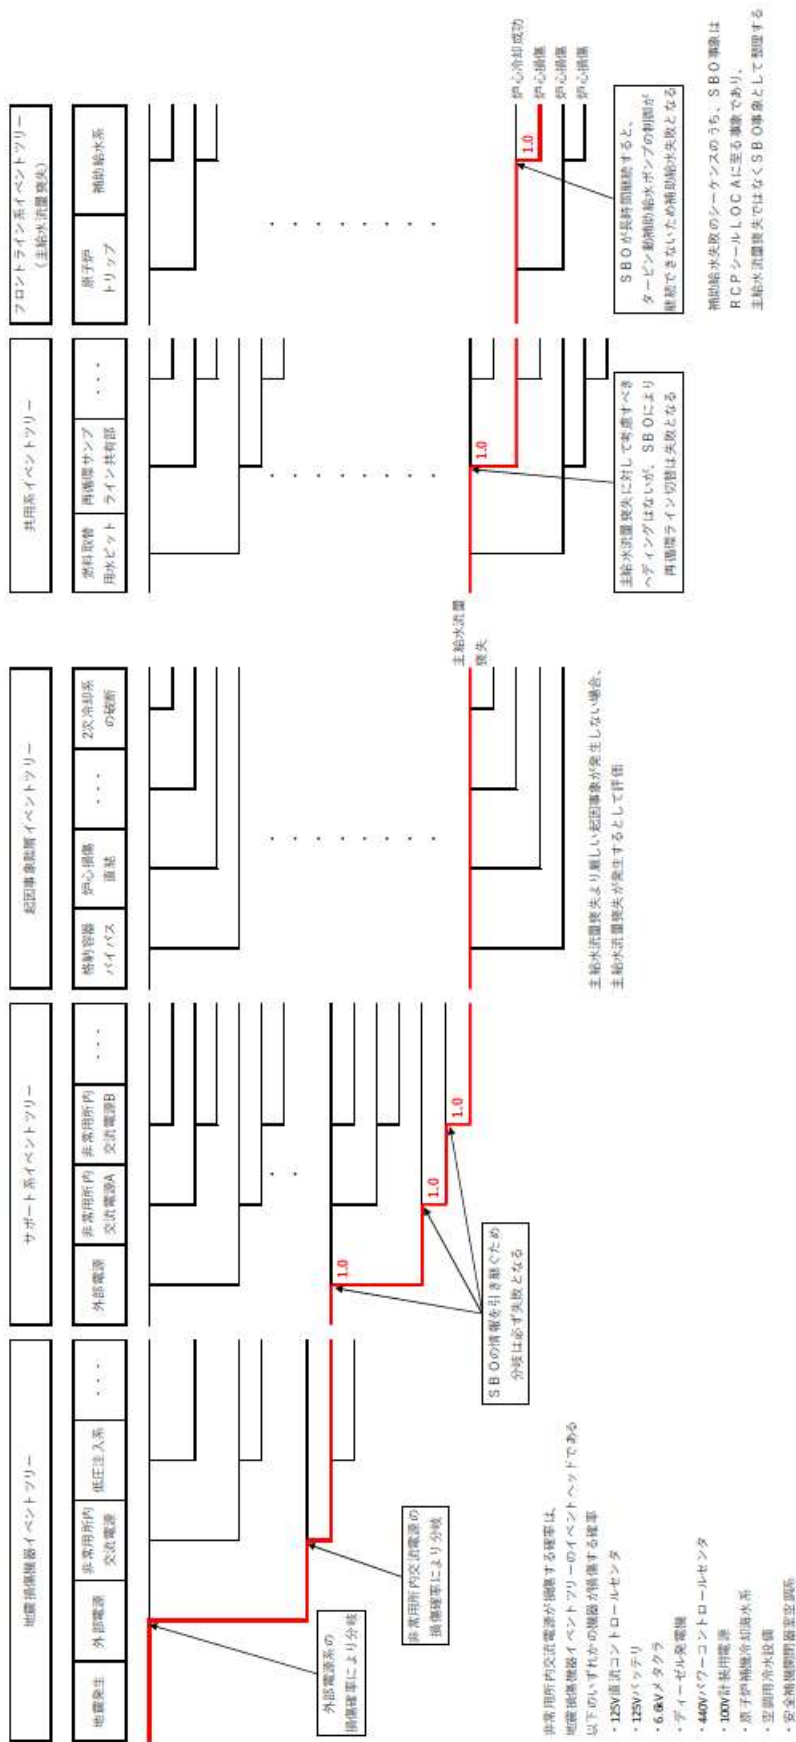 地震損傷機器イベントツリー
地震発生
外部電源
非常用所内
交流電源
低圧注入系
・・・
外部電源系の
損傷確率により分岐
非常用所内交流電源の
損傷確率により分岐
非常用所内交流電源が損傷する確率は、
地震損傷機器イベントツリーのイベントヘッドである
以下のいずれかの機器が損傷する確率
・125V直流コントロールセンタ
・125Vバッテリ
・6.6kVメタクラ
・ディーゼル発電機
・440Vパワーコントロールセンタ
・100V計装用電源
・原子炉補機冷却海水系
・空調用冷水設備
・安全補機開閉器室空調系
サポート系イベントツリー
外部電源
非常用所内
交流電源A
非常用所内
交流電源B
・・・
1.0
1.0
1.0
SBOの情報を引き継ぐため
分岐は必ず失敗となる
起因事象階層イベントツリー
格納容器
バイパス
炉心損傷
直結
・・・
2次冷却系
の破断
主給水流量
喪失
主給水流量喪失より厳しい起因事象が発生しない場合、
主給水流量喪失が発生するとして評価
共用系イベントツリー
燃料取替
用水ピット
再循環サンプ
ライン共有部
・・・
1.0
主給水流量喪失に対して考慮すべき
ヘディングはないが、SBOにより
再循環ライン切替は失敗となる
フロントライン系イベントツリー
（主給水流量喪失）
原子炉
トリップ
補助給水系
1.0
炉心冷却成功
炉心損傷
炉心損傷
炉心損傷
SBOが長時間継続すると、
タービン動補助給水ポンプの制御が
継続できないため補助給水失敗となる
補助給水失敗のシーケンスのうち、SBO事象は
RCPシールLOCAに至る事象であり、
主給水流量喪失ではなくSBO事象として整理する